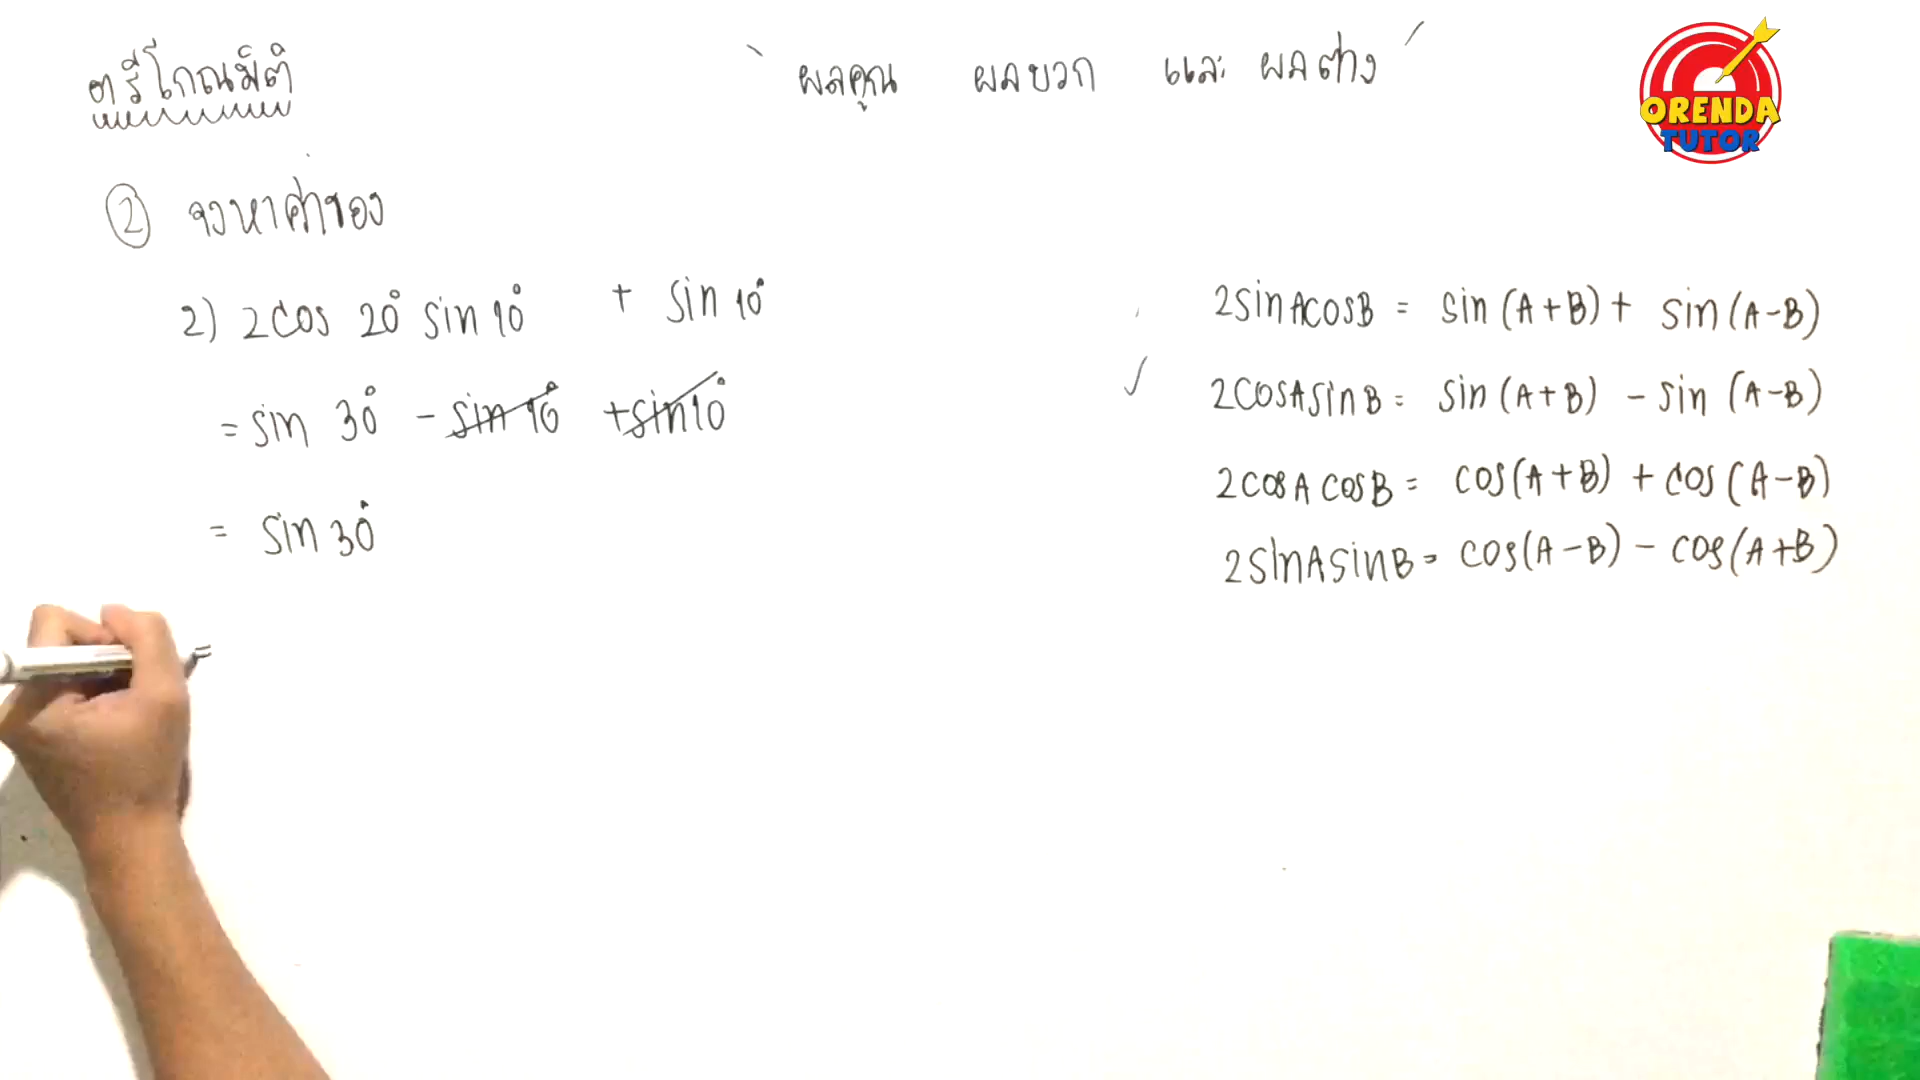 ตรีโกณมิติ
` ผลคูณ ผลบวก และ ผลต่าง ′
ORENDA
TUTOR
② จงหาค่าของ
2) 2cos 20° sin 10° + sin 10°
= sin 30° - sin 10° + sin 10°
= sin 30°
=
2sinAcosB = sin (A+B) + sin (A-B)
✓ 2cosAsinB = sin (A+B) - sin (A-B)
2cosAcosB = cos(A+B) + cos(A-B)
2sinAsinB = cos(A-B) - cos(A+B)